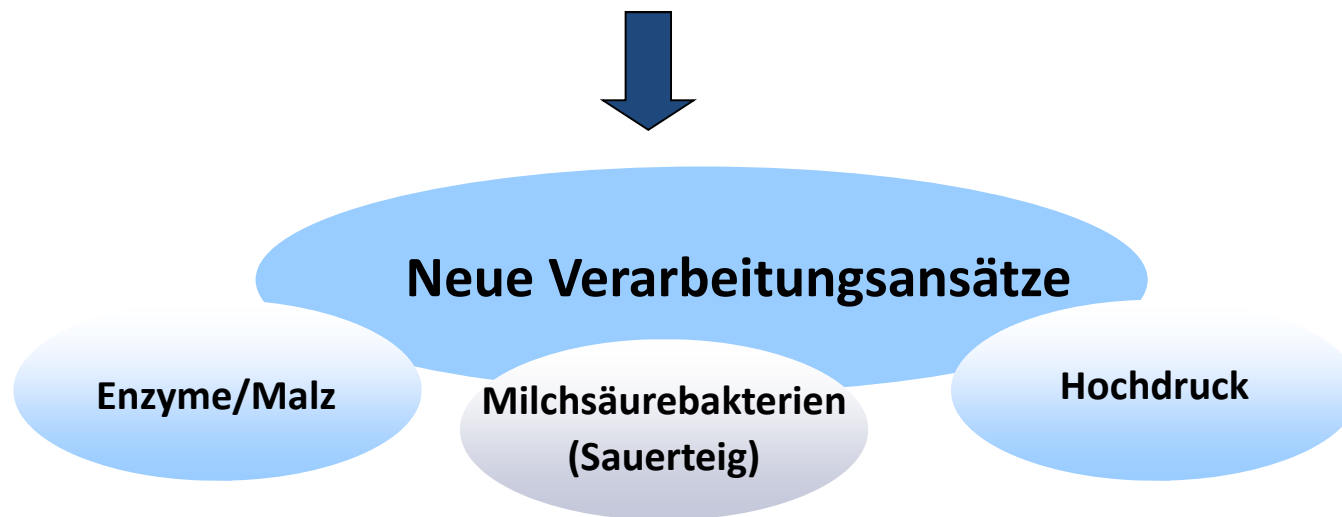 Neue Verarbeitungsansätze
Enzyme/Malz
Milchsäurebakterien
(Sauerteig)
Hochdruck